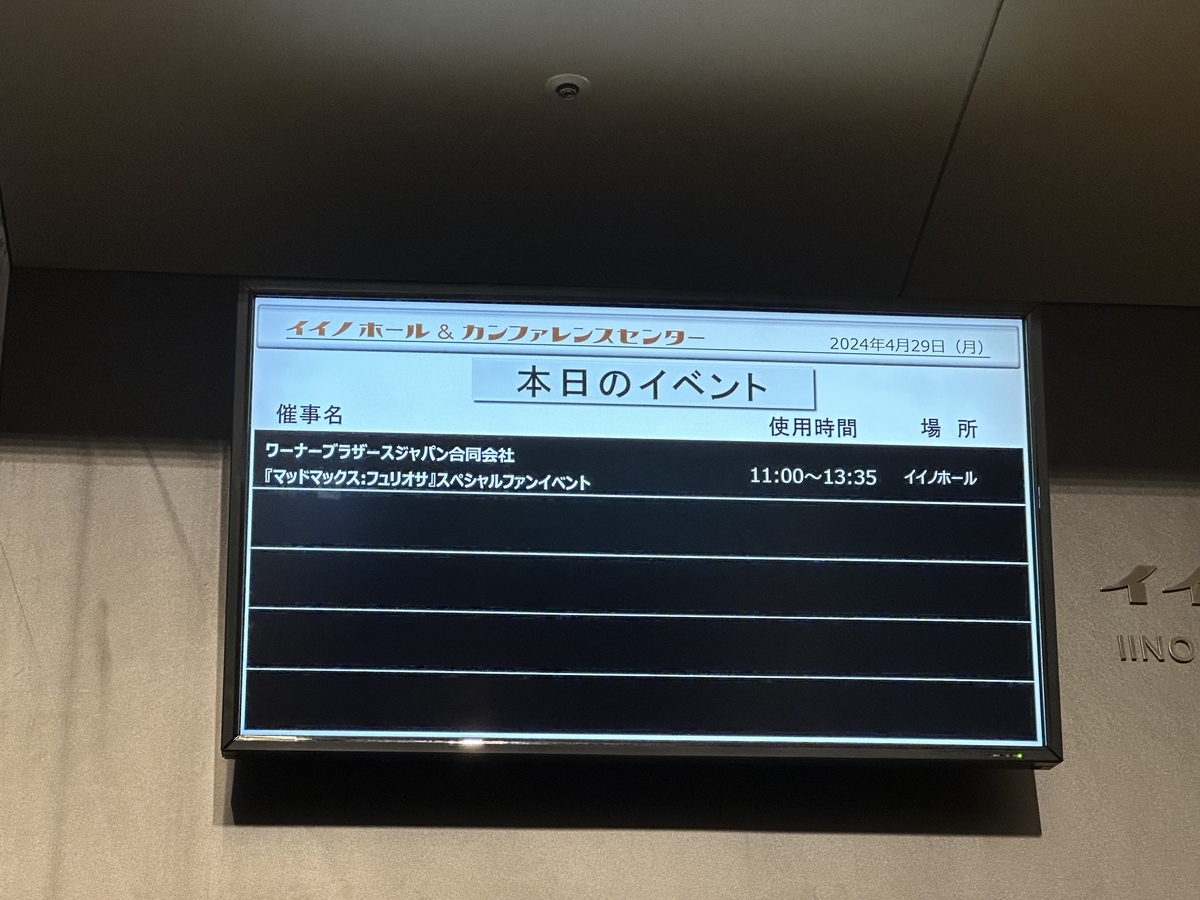 イイノホール & カンファレンスセンター
2024年4月29日（月）
本日のイベント
催事名 使用時間 場 所
ワーナーブラザースジャパン合同会社
『マッドマックス:フュリオサ』スペシャルファンイベント 11:00～13:35 イイノホール
イイ
IINO